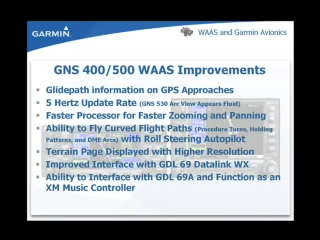 GARMIN
WAAS and Garmin Avionics
GNS 400/500 WAAS Improvements
Glidepath information on GPS Approaches
5 Hertz Update Rate (GNS 530 Arc View Appears Fluid)
Faster Processor for Faster Zooming and Panning
Ability to Fly Curved Flight Paths (Procedure Turns, Holding
Patterns, and DME Arcs) with Roll Steering Autopilot
Terrain Page Displayed with Higher Resolution
Improved Interface with GDL 69 Datalink WX
Ability to Interface with GDL 69A and Function as an
XM Music Controller